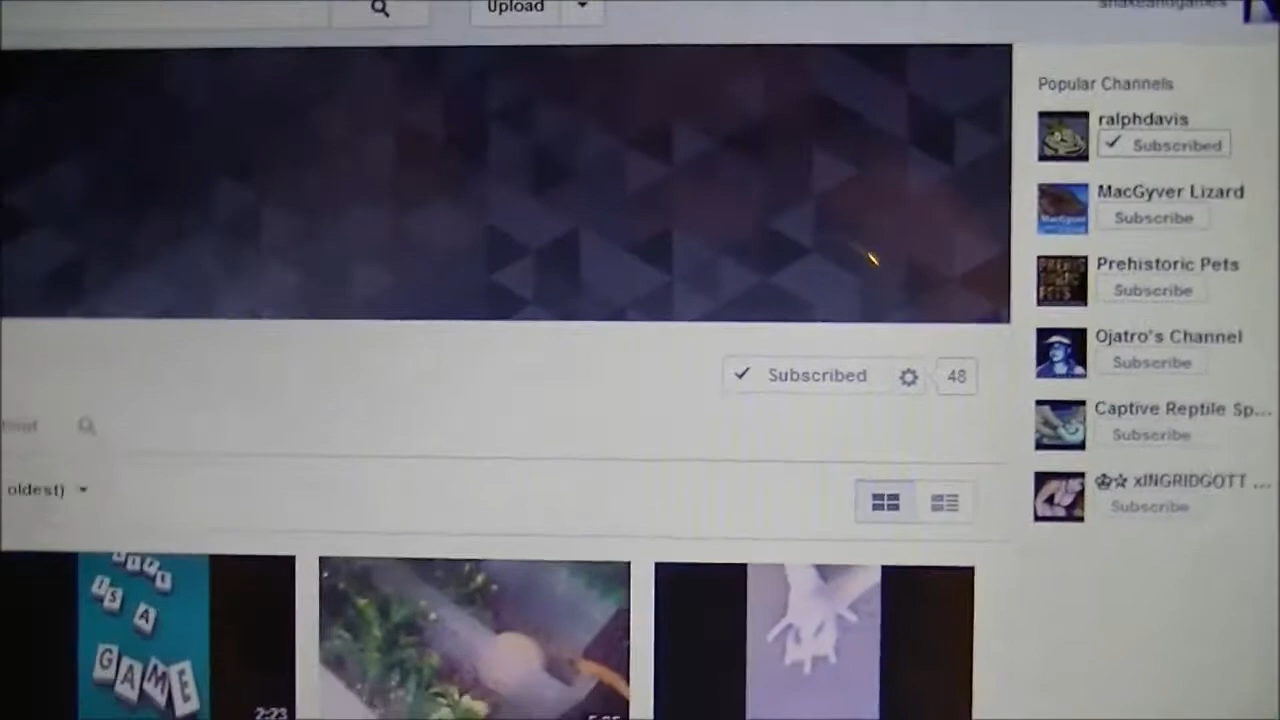 Upload
snakeandgames
Popular Channels
ralphdavis
Subscribed
MacGyver Lizard
Subscribe
Prehistoric Pets
Subscribe
Ojatro's Channel
Subscribe
Captive Reptile Sp...
Subscribe
♔☆ xINGRIDGOTT ...
Subscribe
Subscribed
48
oldest)
IS A
GAME
2:23